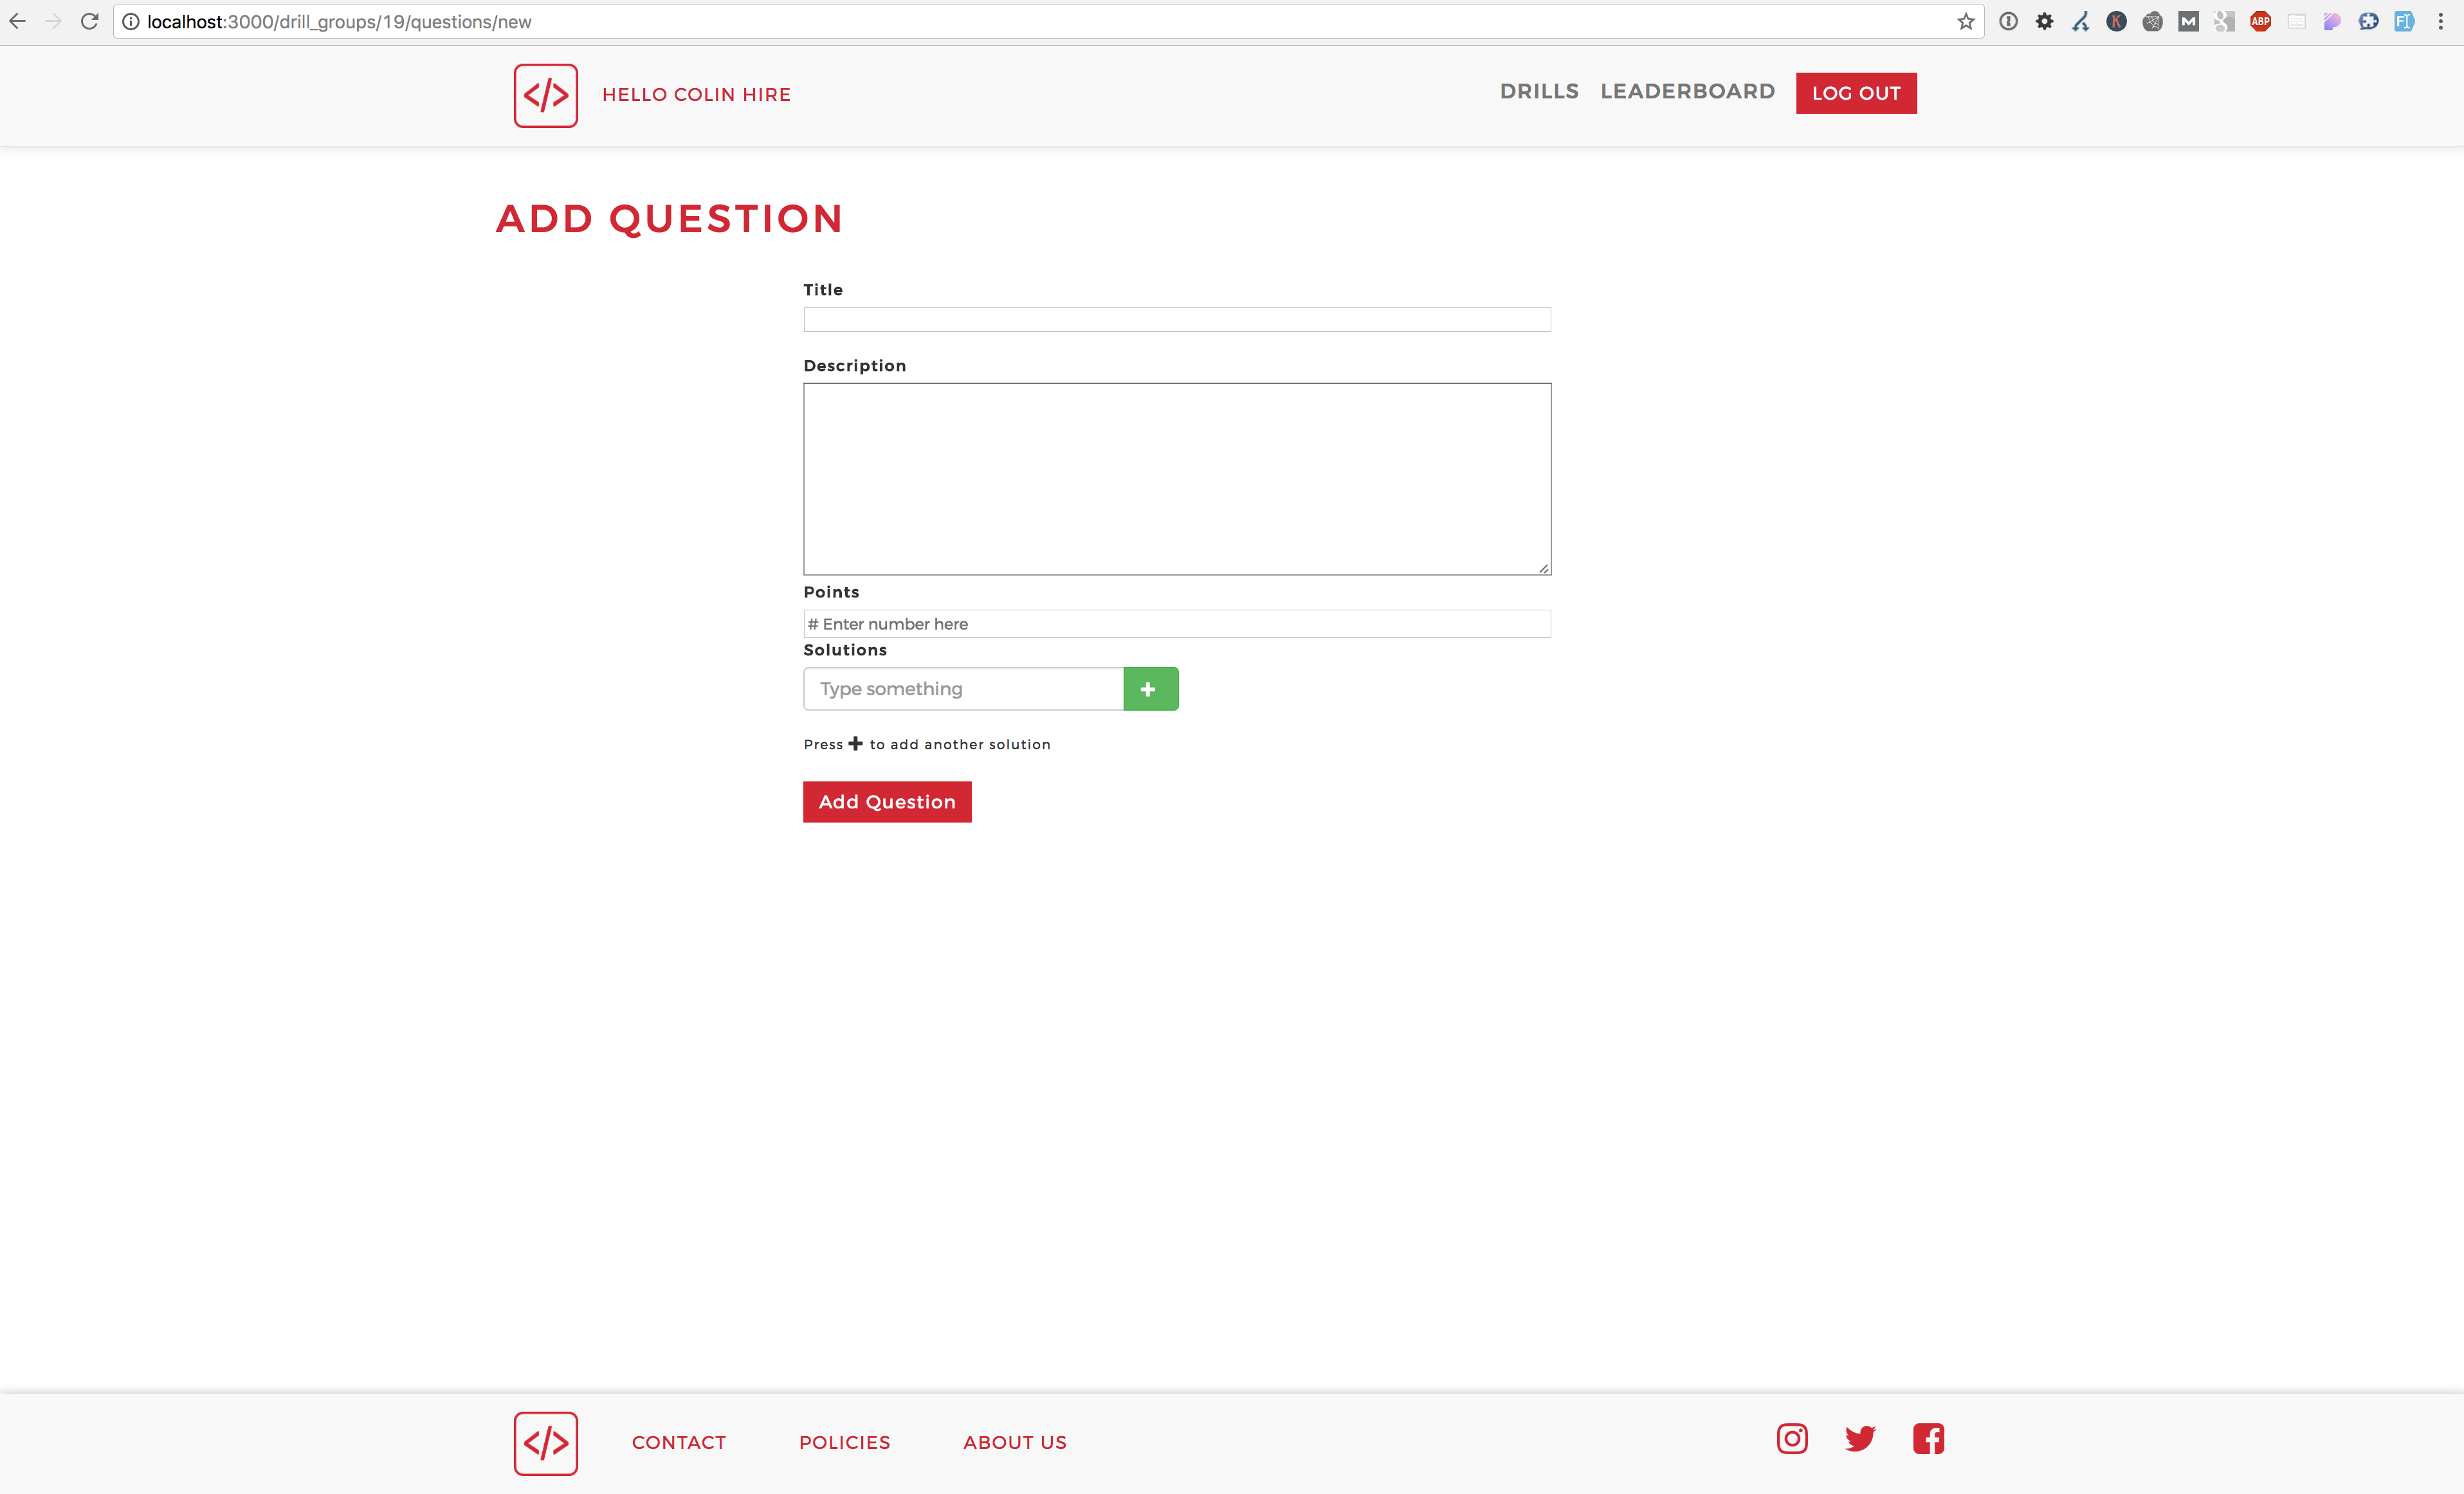 localhost:3000/drill_groups/19/questions/new
ABP
</> HELLO COLIN HIRE
DRILLS LEADERBOARD LOG OUT
ADD QUESTION
Title
Description
Points
# Enter number here
Solutions
Type something +
Press + to add another solution
Add Question
</> CONTACT POLICIES ABOUT US